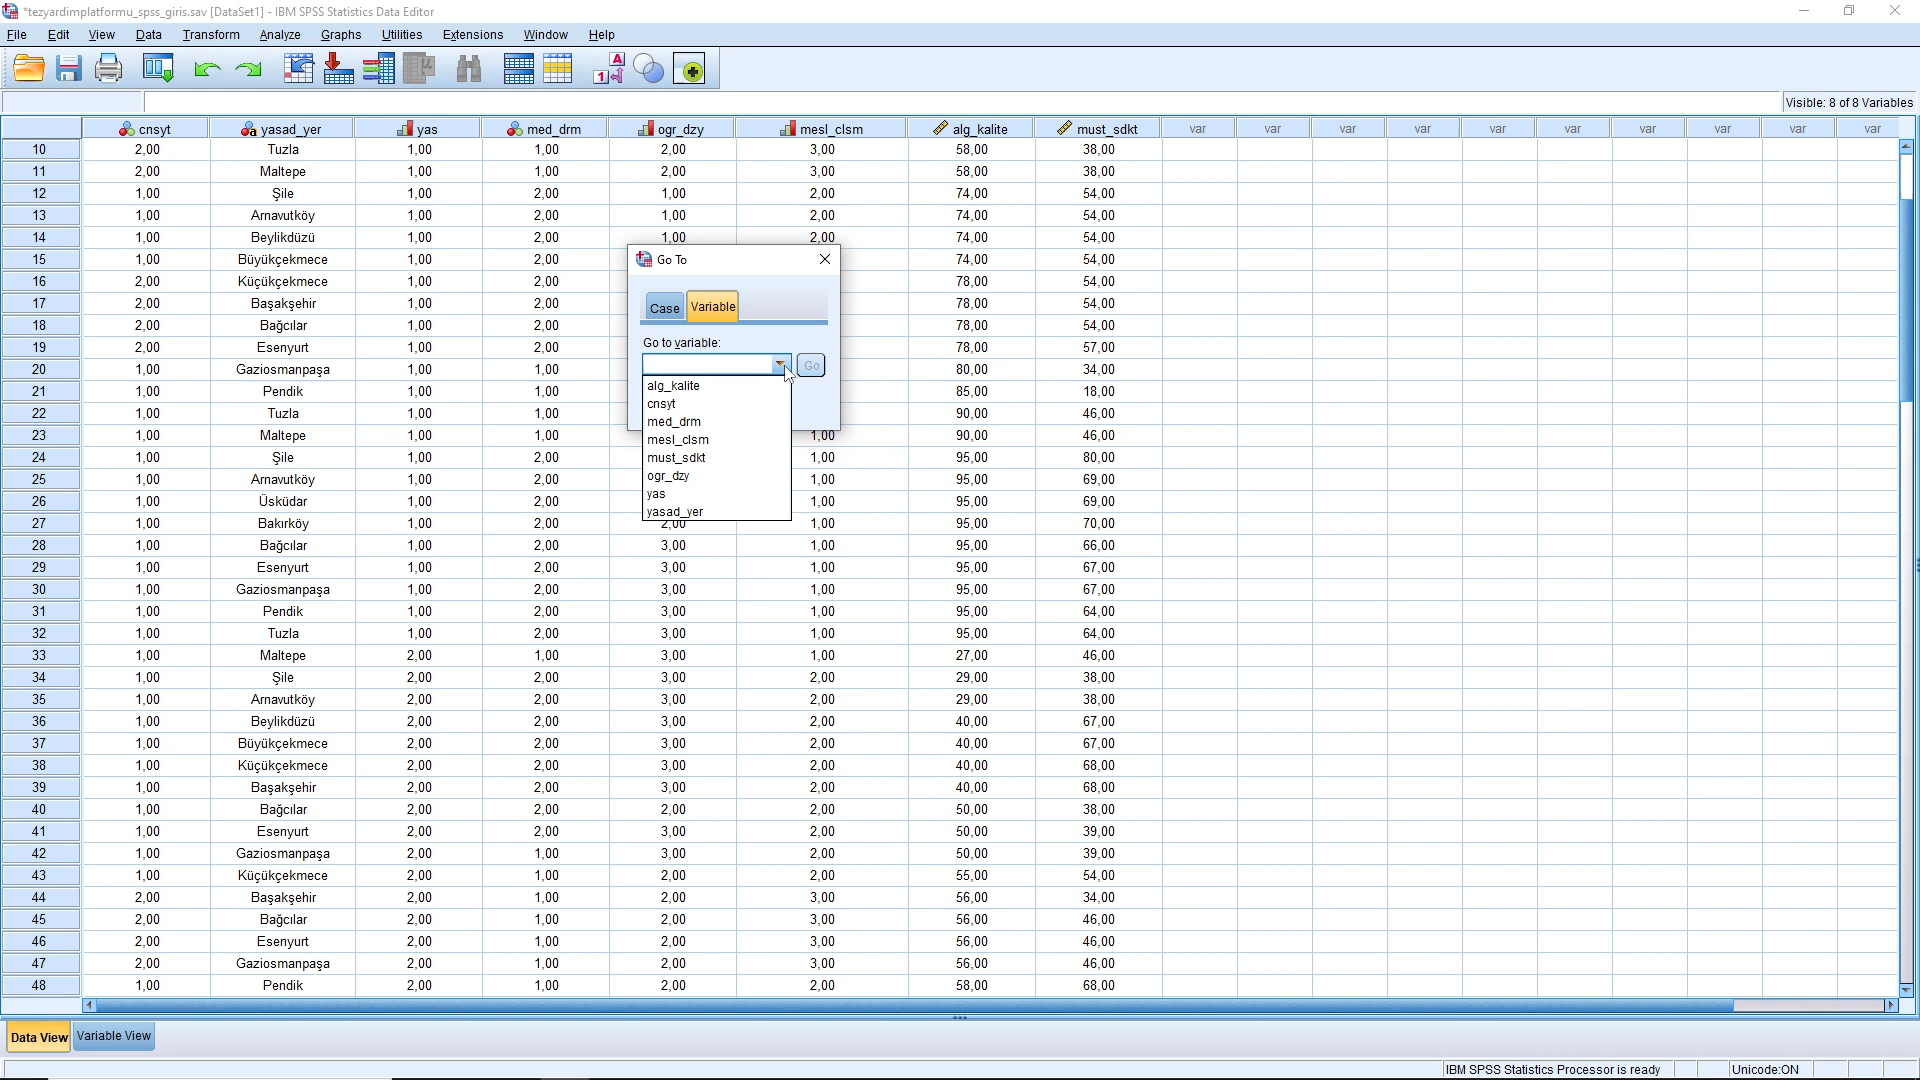 *tezyardimplatformu_spss_giris.sav [DataSet1] - IBM SPSS Statistics Data Editor
File Edit View Data Transform Analyze Graphs Utilities Extensions Window Help
Visible: 8 of 8 Variables
cnsyt yasad_yer yas med_drm ogr_dzy mesl_clsm alg_kalite must_sdkt var var var var var var var var var var
10 2,00 Tuzla 1,00 1,00 2,00 3,00 58,00 38,00
11 2,00 Maltepe 1,00 1,00 2,00 3,00 58,00 38,00
12 1,00 Şile 1,00 2,00 1,00 2,00 74,00 54,00
13 1,00 Arnavutköy 1,00 2,00 1,00 2,00 74,00 54,00
14 1,00 Beylikdüzü 1,00 2,00 1,00 2,00 74,00 54,00
15 1,00 Büyükçekmece 1,00 2,00 74,00 54,00
16 2,00 Küçükçekmece 1,00 2,00 78,00 54,00
17 2,00 Başakşehir 1,00 2,00 78,00 54,00
18 2,00 Bağcılar 1,00 2,00 78,00 54,00
19 2,00 Esenyurt 1,00 2,00 78,00 57,00
20 1,00 Gaziosmanpaşa 1,00 1,00 80,00 34,00
21 1,00 Pendik 1,00 1,00 85,00 18,00
22 1,00 Tuzla 1,00 1,00 90,00 46,00
23 1,00 Maltepe 1,00 1,00 1,00 90,00 46,00
24 1,00 Şile 1,00 2,00 1,00 95,00 80,00
25 1,00 Arnavutköy 1,00 2,00 1,00 95,00 69,00
26 1,00 Üsküdar 1,00 2,00 1,00 95,00 69,00
27 1,00 Bakırköy 1,00 2,00 2,00 1,00 95,00 70,00
28 1,00 Bağcılar 1,00 2,00 3,00 1,00 95,00 66,00
29 1,00 Esenyurt 1,00 2,00 3,00 1,00 95,00 67,00
30 1,00 Gaziosmanpaşa 1,00 2,00 3,00 1,00 95,00 67,00
31 1,00 Pendik 1,00 2,00 3,00 1,00 95,00 64,00
32 1,00 Tuzla 1,00 2,00 3,00 1,00 95,00 64,00
33 1,00 Maltepe 2,00 1,00 3,00 1,00 27,00 46,00
34 1,00 Şile 2,00 2,00 3,00 2,00 29,00 38,00
35 1,00 Arnavutköy 2,00 2,00 3,00 2,00 29,00 38,00
36 1,00 Beylikdüzü 2,00 2,00 3,00 2,00 40,00 67,00
37 1,00 Büyükçekmece 2,00 2,00 3,00 2,00 40,00 67,00
38 1,00 Küçükçekmece 2,00 2,00 3,00 2,00 40,00 68,00
39 1,00 Başakşehir 2,00 2,00 3,00 2,00 40,00 68,00
40 1,00 Bağcılar 2,00 2,00 2,00 2,00 50,00 38,00
41 1,00 Esenyurt 2,00 2,00 3,00 2,00 50,00 39,00
42 1,00 Gaziosmanpaşa 2,00 1,00 3,00 2,00 50,00 39,00
43 1,00 Küçükçekmece 2,00 1,00 2,00 2,00 55,00 54,00
44 2,00 Başakşehir 2,00 1,00 2,00 3,00 56,00 34,00
45 2,00 Bağcılar 2,00 1,00 2,00 3,00 56,00 46,00
46 2,00 Esenyurt 2,00 1,00 2,00 3,00 56,00 46,00
47 2,00 Gaziosmanpaşa 2,00 1,00 2,00 3,00 56,00 46,00
48 1,00 Pendik 2,00 1,00 2,00 2,00 58,00 68,00
Go To
Case Variable
Go to variable:
Go
alg_kalite
cnsyt
med_drm
mesl_clsm
must_sdkt
ogr_dzy
yas
yasad_yer
Data View Variable View
IBM SPSS Statistics Processor is ready Unicode:ON